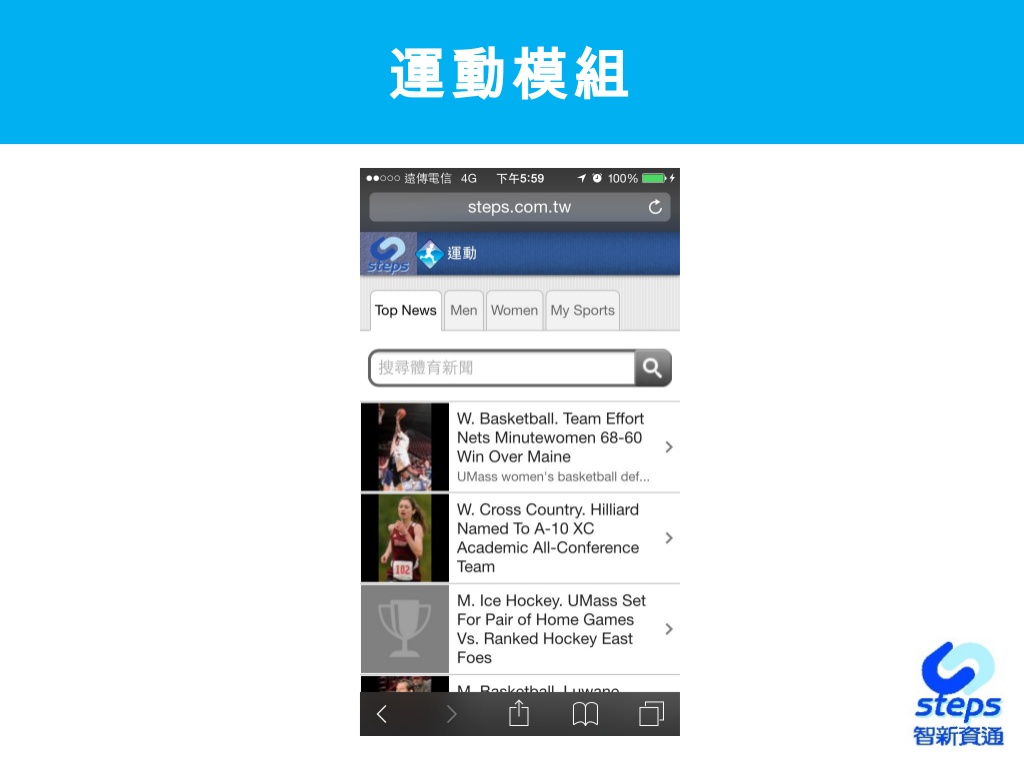 運動模組
遠傳電信 4G 下午5:59 100%
steps.com.tw
steps 運動
Top News Men Women My Sports
搜尋體育新聞
W. Basketball. Team Effort
Nets Minutewomen 68-60
Win Over Maine
UMass women's basketball def...
W. Cross Country. Hilliard
Named To A-10 XC
Academic All-Conference
Team
102
M. Ice Hockey. UMass Set
For Pair of Home Games
Vs. Ranked Hockey East
Foes
M. Basketball. Luwane
steps
智新資通